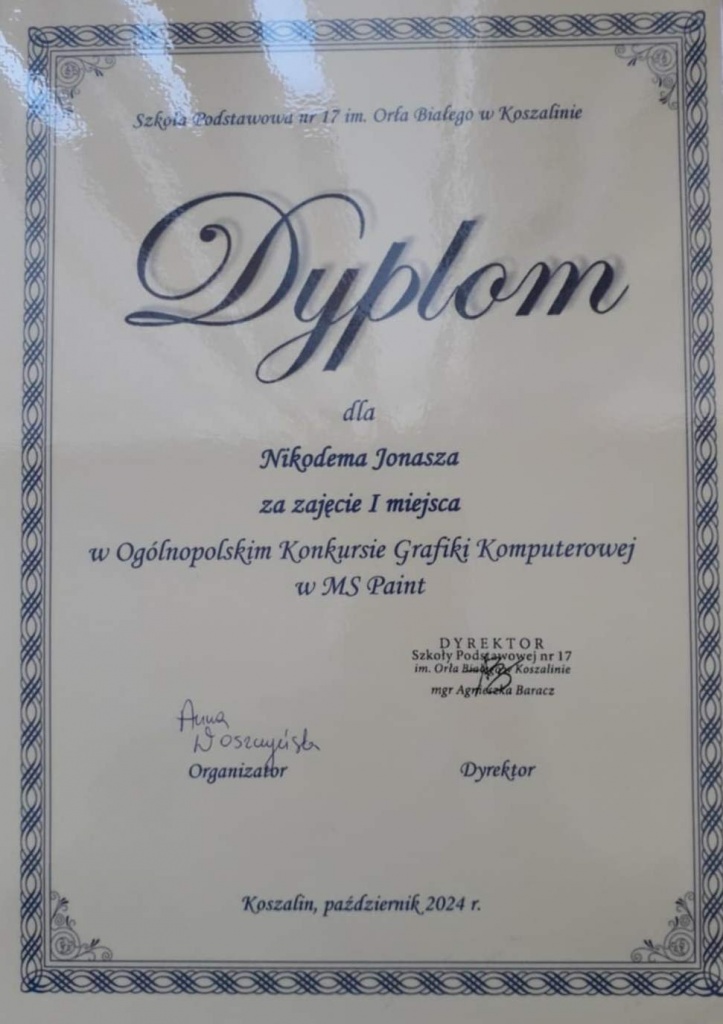 Szkoła Podstawowa nr 17 im. Orła Białego w Koszalinie
Dyplom
dla
Nikodema Jonasza
za zajęcie I miejsca
w Ogólnopolskim Konkursie Grafiki Komputerowej
w MS Paint
DYREKTOR
Szkoły Podstawowej nr 17
im. Orła Białego w Koszalinie
mgr Agnieszka Baracz
Anna
Organizator
Dyrektor
Koszalin, październik 2024 r.